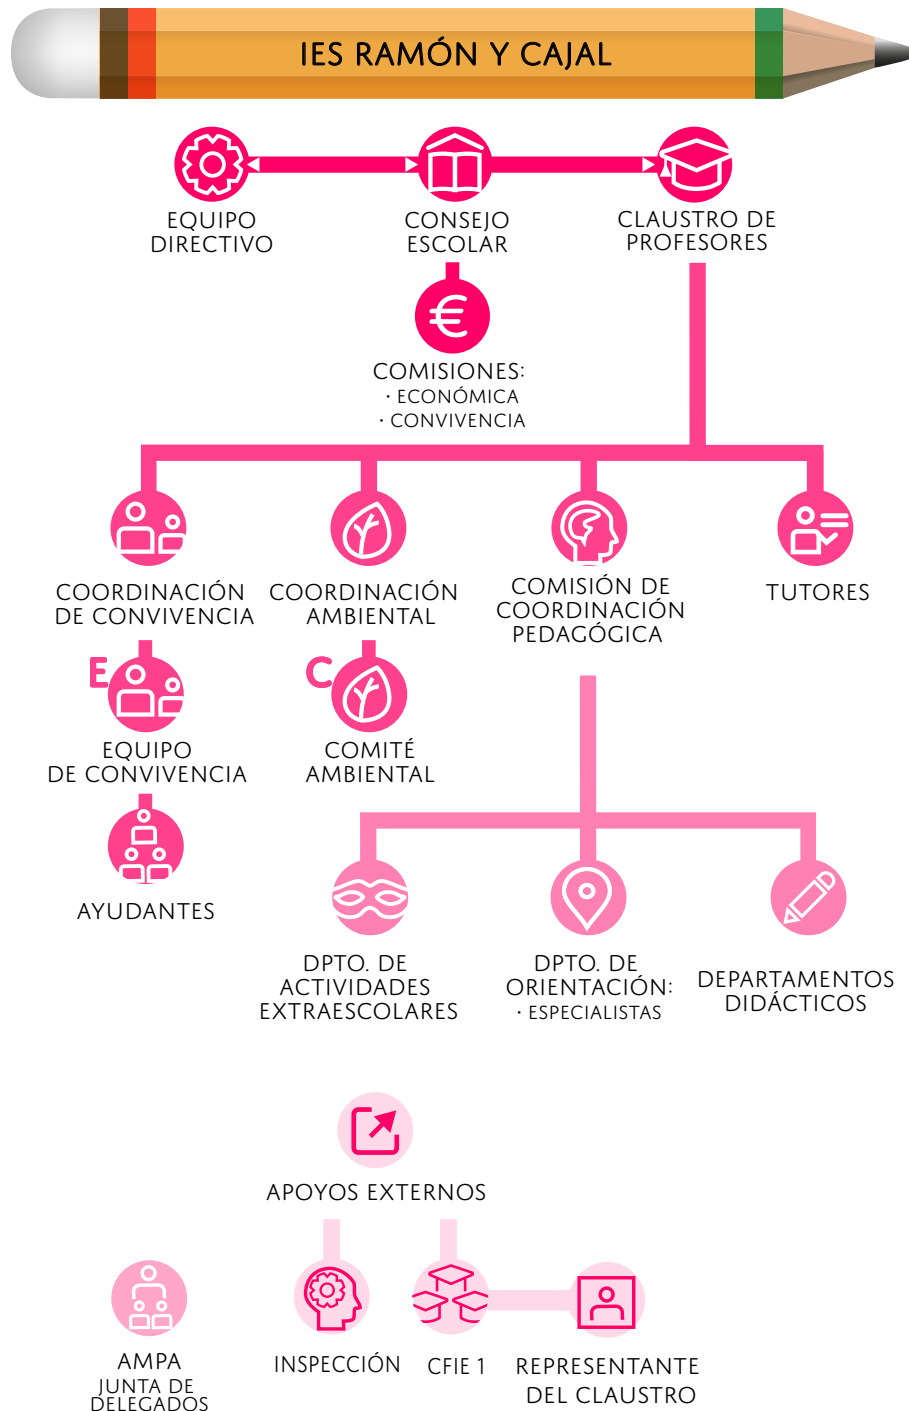 IES RAMÓN Y CAJAL
EQUIPO
DIRECTIVO
CONSEJO
ESCOLAR
CLAUSTRO DE
PROFESORES
€
COMISIONES:
· ECONÓMICA
· CONVIVENCIA
COORDINACIÓN
DE CONVIVENCIA
COORDINACIÓN
AMBIENTAL
COMISIÓN DE
COORDINACIÓN
PEDAGÓGICA
TUTORES
E
EQUIPO
DE CONVIVENCIA
C
COMITÉ
AMBIENTAL
AYUDANTES
DPTO. DE
ACTIVIDADES
EXTRAESCOLARES
DPTO. DE
ORIENTACIÓN:
· ESPECIALISTAS
DEPARTAMENTOS
DIDÁCTICOS
APOYOS EXTERNOS
AMPA
JUNTA DE
DELEGADOS
INSPECCIÓN
CFIE 1
REPRESENTANTE
DEL CLAUSTRO